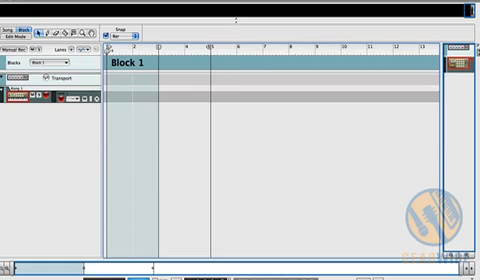 Song Block
Edit Mode
Snap
Bar
Manual Rec Lanes
2 3 4 5 6 7 8 9 10 11 12 13
Blocks Block 1
Block 1
Transport
Kong 1
M S